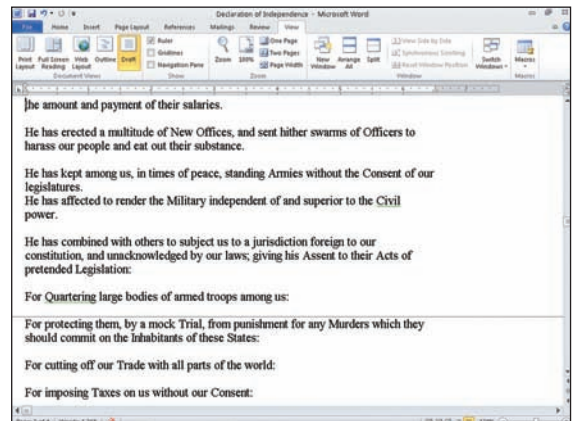 Declaration of Independence - Microsoft Word
File Home Insert Page Layout References Mailings Review View
Print Layout Full Screen Reading Web Layout Outline Draft
Document Views
Ruler
Gridlines
Navigation Pane
Show
Zoom 100%
One Page
Two Pages
Page Width
Zoom
New Window Arrange All Split
View Side by Side
Synchronous Scrolling
Reset Window Position
Window
Switch Windows
Macros
Macros
the amount and payment of their salaries.
He has erected a multitude of New Offices, and sent hither swarms of Officers to
harass our people and eat out their substance.
He has kept among us, in times of peace, standing Armies without the Consent of our
legislatures.
He has affected to render the Military independent of and superior to the Civil
power.
He has combined with others to subject us to a jurisdiction foreign to our
constitution, and unacknowledged by our laws; giving his Assent to their Acts of
pretended Legislation:
For Quartering large bodies of armed troops among us:
For protecting them, by a mock Trial, from punishment for any Murders which they
should commit on the Inhabitants of these States:
For cutting off our Trade with all parts of the world:
For imposing Taxes on us without our Consent: